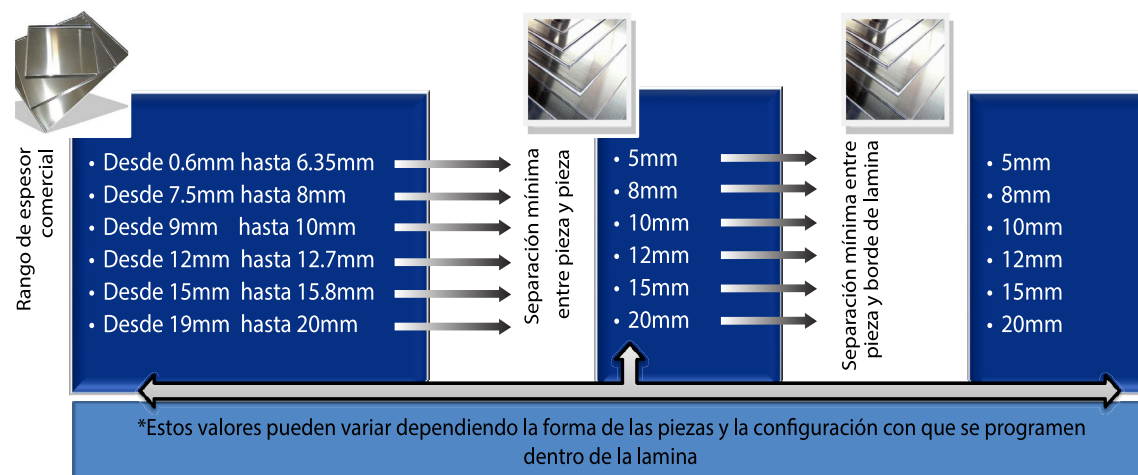 Rango de espesor
comercial
• Desde 0.6mm hasta 6.35mm
• Desde 7.5mm hasta 8mm
• Desde 9mm hasta 10mm
• Desde 12mm hasta 12.7mm
• Desde 15mm hasta 15.8mm
• Desde 19mm hasta 20mm
Separación mínima
entre pieza y pieza
• 5mm
• 8mm
• 10mm
• 12mm
• 15mm
• 20mm
Separación mínima entre
pieza y borde de lamina
• 5mm
• 8mm
• 10mm
• 12mm
• 15mm
• 20mm
*Estos valores pueden variar dependiendo la forma de las piezas y la configuración con que se programen
dentro de la lamina